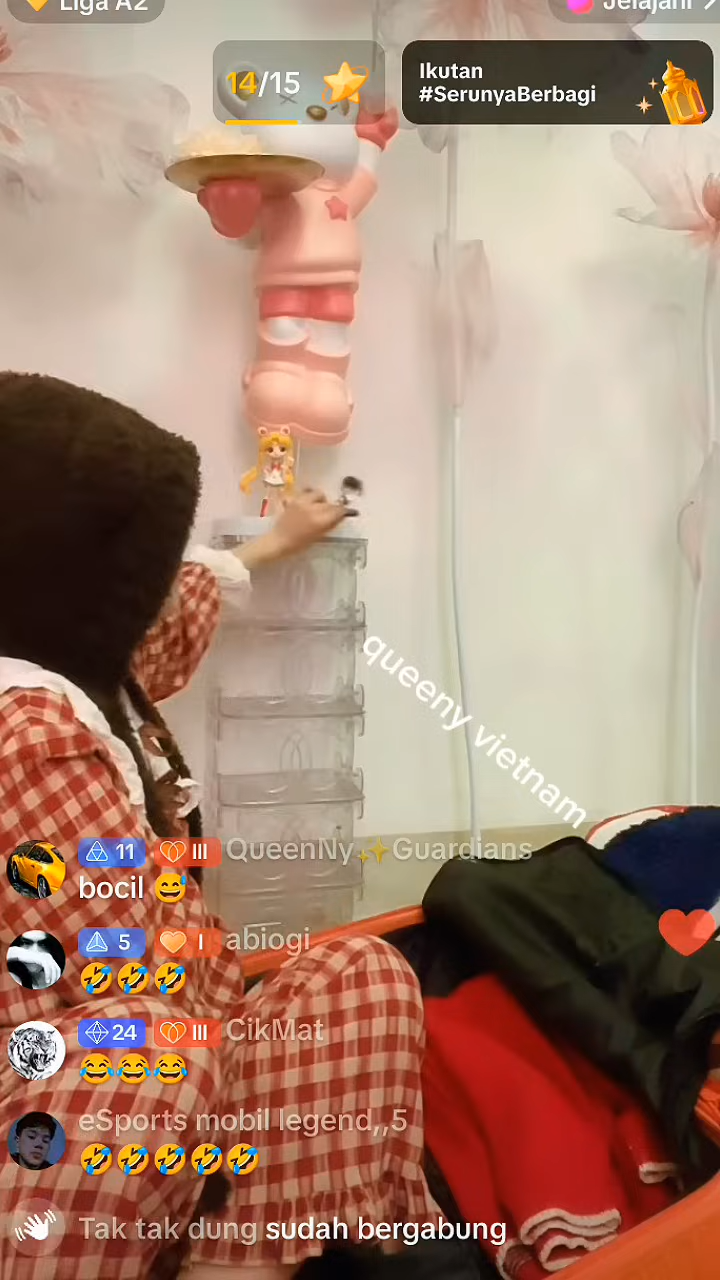 Liga A2
Jelajahi
14/15
Ikutan
#SerunyaBerbagi
queeny vietnam
11 III QueenNy✨Guardians
bocil 😅
5 I abiogi
🤣🤣🤣
24 III CikMat
😂😂😂
eSports mobil legend,,5
🤣🤣🤣🤣🤣
Tak tak dung sudah bergabung